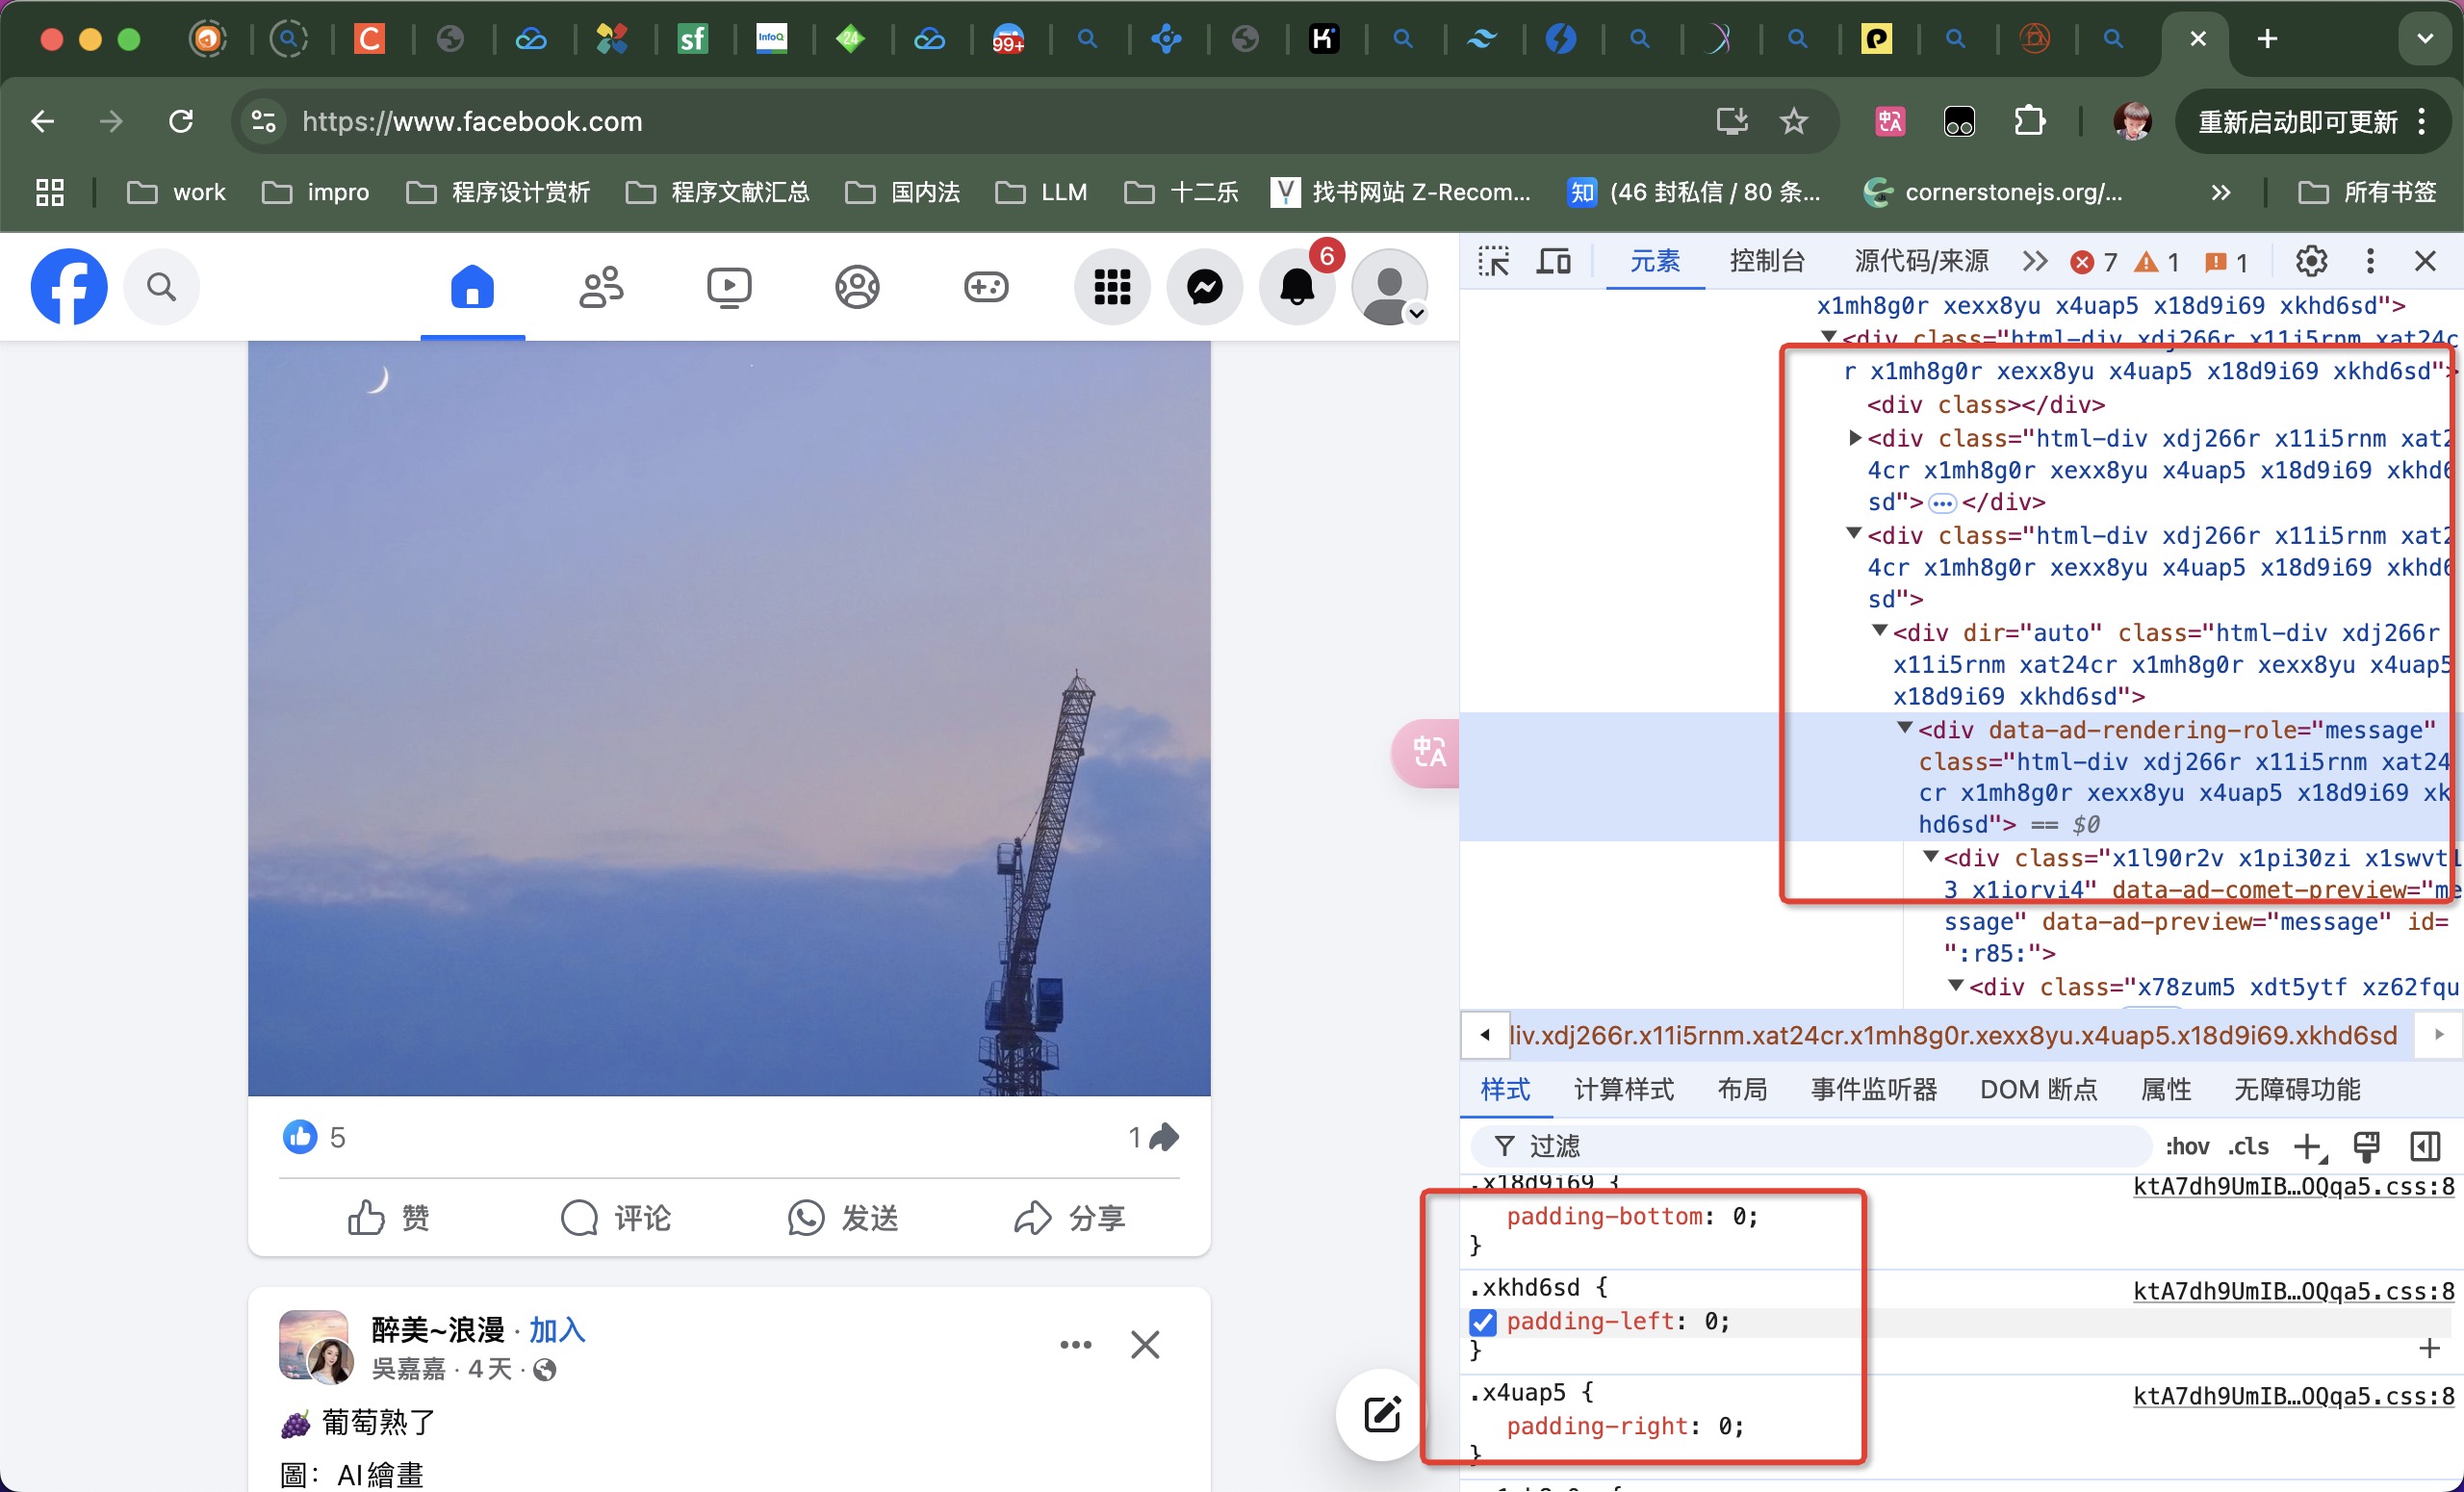 sf
InfoQ
24
99+
https://www.facebook.com
重新启动即可更新
work
impro
程序设计赏析
程序文献汇总
国内法
LLM
十二乐
找书网站 Z-Recom...
知 (46 封私信 / 80 条...
cornerstonejs.org/...
所有书签
6
元素
控制台
源代码/来源
7
1
1
x1mh8g0r xexx8yu x4uap5 x18d9i69 xkhd6sd">
<div class="html-div xdj266r x11i5rnm xat24c
r x1mh8g0r xexx8yu x4uap5 x18d9i69 xkhd6sd">
<div class></div>
<div class="html-div xdj266r x11i5rnm xat2
4cr x1mh8g0r xexx8yu x4uap5 x18d9i69 xkhd6
sd"> ••• </div>
<div class="html-div xdj266r x11i5rnm xat2
4cr x1mh8g0r xexx8yu x4uap5 x18d9i69 xkhd6
sd">
<div dir="auto" class="html-div xdj266r
x11i5rnm xat24cr x1mh8g0r xexx8yu x4uap5
x18d9i69 xkhd6sd">
<div data-ad-rendering-role="message"
class="html-div xdj266r x11i5rnm xat24
cr x1mh8g0r xexx8yu x4uap5 x18d9i69 xk
hd6sd"> == $0
<div class="x1l90r2v x1pi30zi x1swvt1
3 x1iorvi4" data-ad-comet-preview="me
ssage" data-ad-preview="message" id=
":r85:">
<div class="x78zum5 xdt5ytf xz62fqu
liv.xdj266r.x11i5rnm.xat24cr.x1mh8g0r.xexx8yu.x4uap5.x18d9i69.xkhd6sd
样式
计算样式
布局
事件监听器
DOM 断点
属性
无障碍功能
过滤
:hov
.cls
.x18d9i69 {
ktA7dh9UmIB…OQqa5.css:8
padding-bottom: 0;
}
.xkhd6sd {
ktA7dh9UmIB…OQqa5.css:8
padding-left: 0;
}
.x4uap5 {
ktA7dh9UmIB…OQqa5.css:8
padding-right: 0;
}
中A
5
1
赞
评论
发送
分享
醉美~浪漫 · 加入
吳嘉嘉 · 4 天 ·
🍇 葡萄熟了
圖：AI繪畫